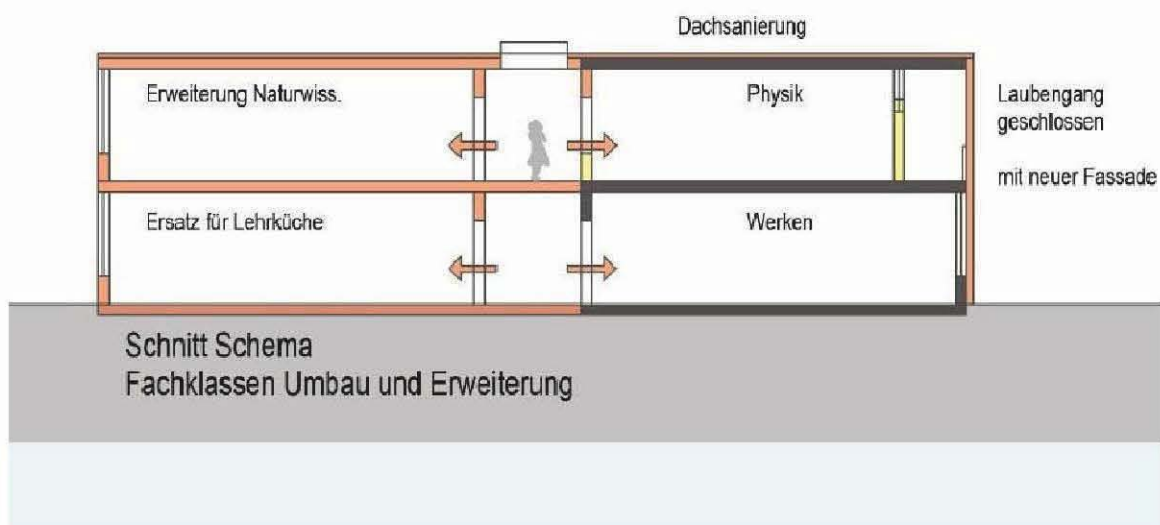 Dachsanierung
Erweiterung Naturwiss.
Physik
Laubengang
geschlossen
mit neuer Fassade
Ersatz für Lehrküche
Werken
Schnitt Schema
Fachklassen Umbau und Erweiterung